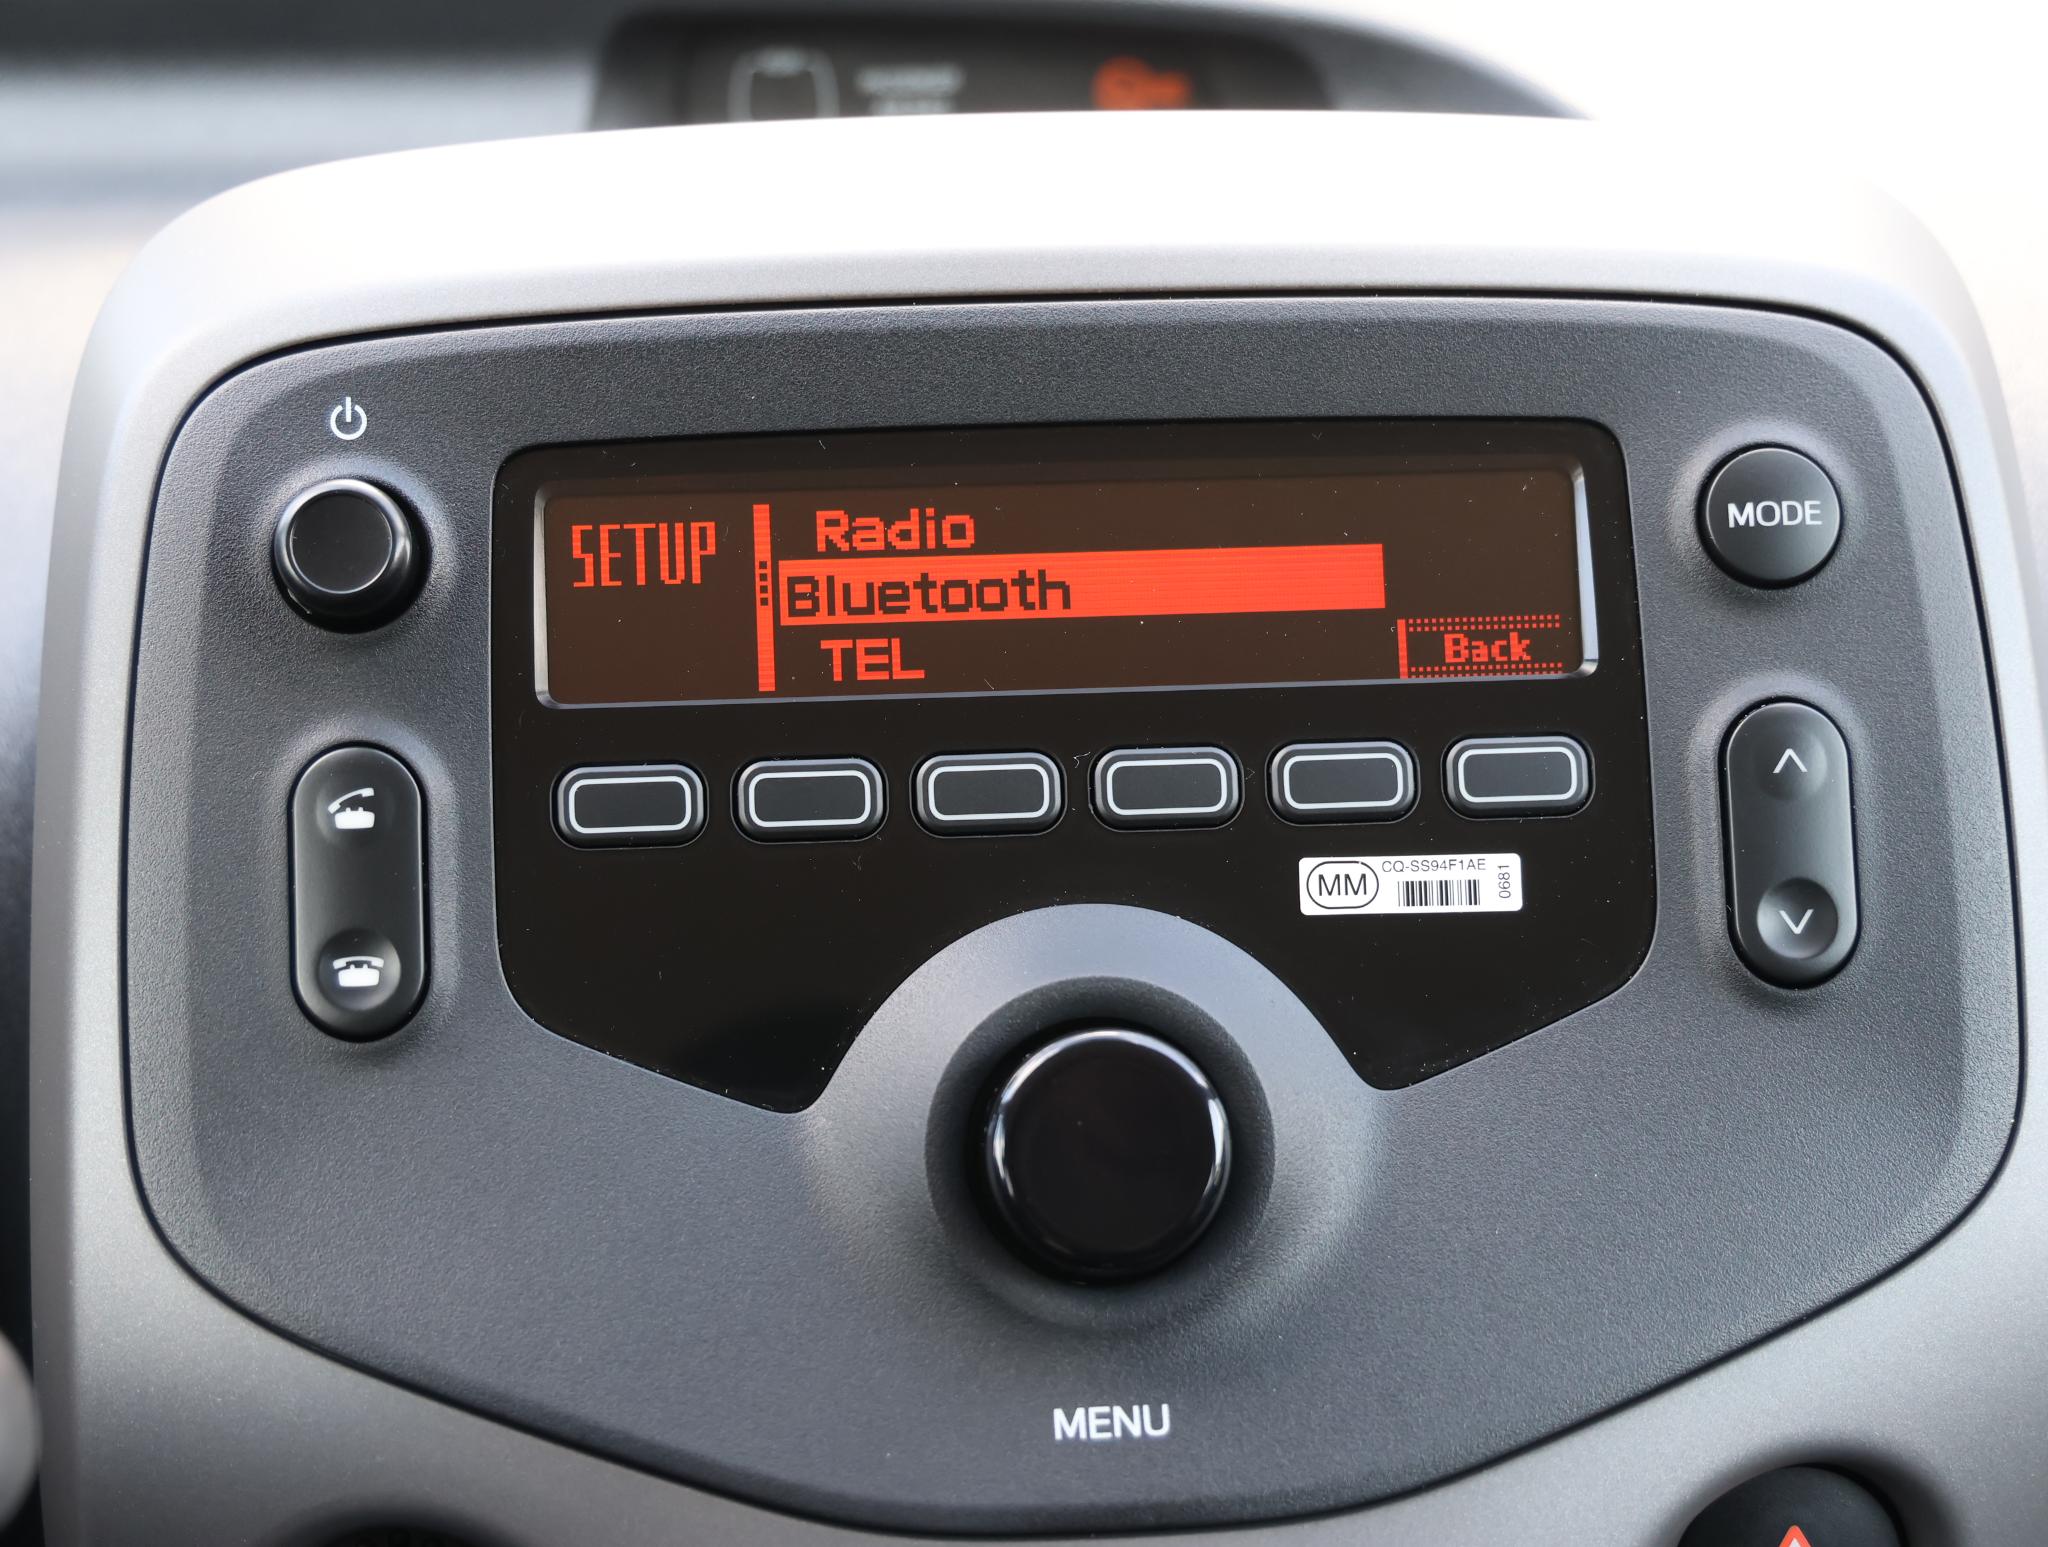 SETUP
Radio
Bluetooth
TEL
Back
MODE
MM
CQ-SS94F1AE
0681
MENU